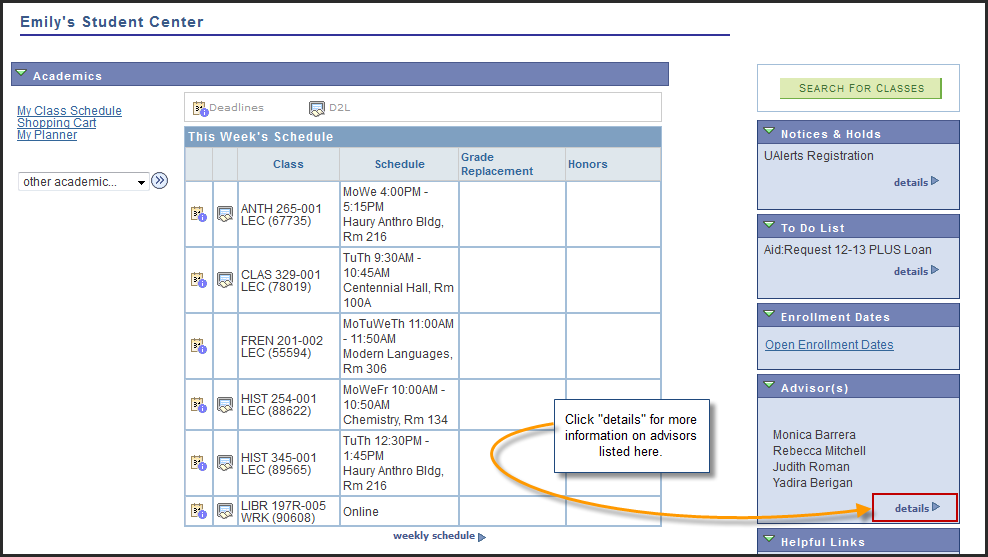 Emily's Student Center
Academics
My Class Schedule
Shopping Cart
My Planner
other academic...
Deadlines
D2L
This Week's Schedule
Class
Schedule
Grade
Replacement
Honors
ANTH 265-001
LEC (67735)
MoWe 4:00PM -
5:15PM
Haury Anthro Bldg,
Rm 216
CLAS 329-001
LEC (78019)
TuTh 9:30AM -
10:45AM
Centennial Hall, Rm
100A
FREN 201-002
LEC (55594)
MoTuWeTh 11:00AM
- 11:50AM
Modern Languages,
Rm 306
HIST 254-001
LEC (88622)
MoWeFr 10:00AM -
10:50AM
Chemistry, Rm 134
HIST 345-001
LEC (89565)
TuTh 12:30PM -
1:45PM
Haury Anthro Bldg,
Rm 216
LIBR 197R-005
WRK (90608)
Online
weekly schedule
Click "details" for more
information on advisors
listed here.
SEARCH FOR CLASSES
Notices & Holds
UAlerts Registration
details
To Do List
Aid:Request 12-13 PLUS Loan
details
Enrollment Dates
Open Enrollment Dates
Advisor(s)
Monica Barrera
Rebecca Mitchell
Judith Roman
Yadira Berigan
details
Helpful Links